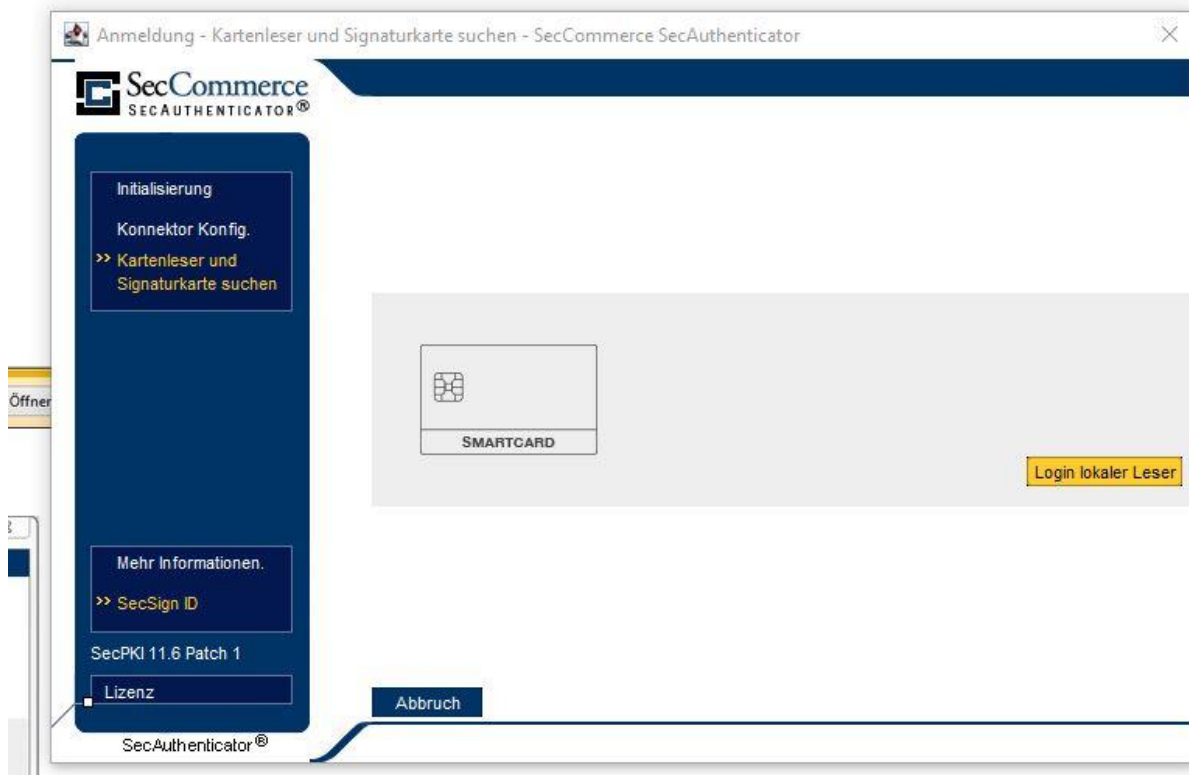 Anmeldung - Kartenleser und Signaturkarte suchen - SecCommerce SecAuthenticator
SecCommerce
SECAUTHENTICATOR®
Initialisierung
Konnektor Konfig.
>> Kartenleser und
Signaturkarte suchen
SMARTCARD
Login lokaler Leser
Mehr Informationen.
>> SecSign ID
SecPKI 11.6 Patch 1
Lizenz
Abbruch
SecAuthenticator®